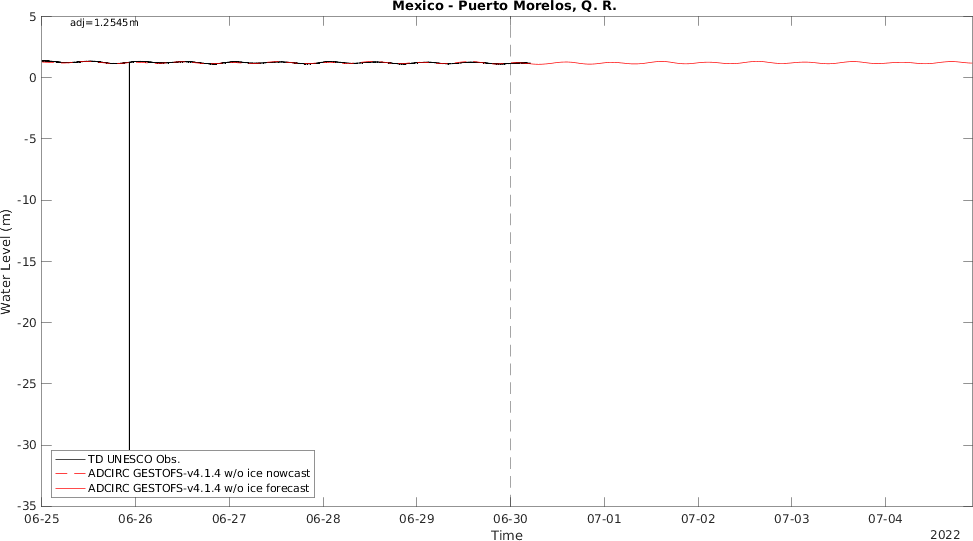 Mexico - Puerto Morelos, Q. R.
adj=1.2545m
5
0
-5
-10
-15
-20
-25
-30
-35
Water Level (m)
TD UNESCO Obs.
ADCIRC GESTOFS-v4.1.4 w/o ice nowcast
ADCIRC GESTOFS-v4.1.4 w/o ice forecast
06-25 06-26 06-27 06-28 06-29 06-30 07-01 07-02 07-03 07-04
Time
2022